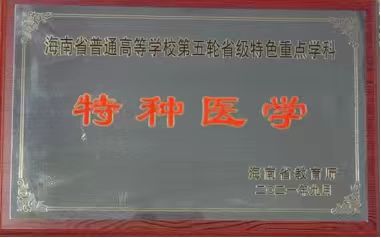 海南省普通高等学校第五轮省级特色重点学科
特种医学
海南省教育厅
二〇二一年九月